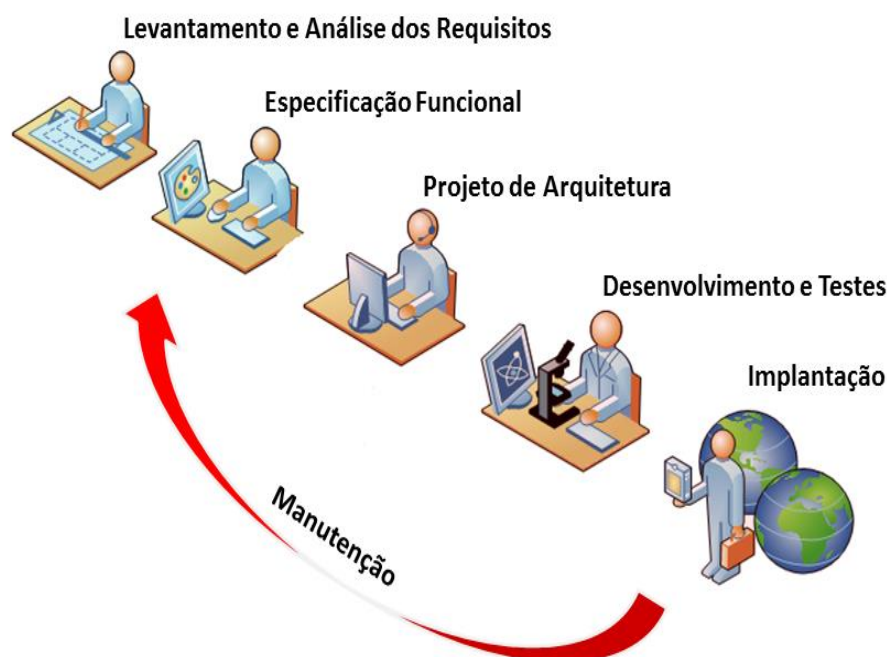 Levantamento e Análise dos Requisitos
Especificação Funcional
Projeto de Arquitetura
Desenvolvimento e Testes
Implantação
Manutenção